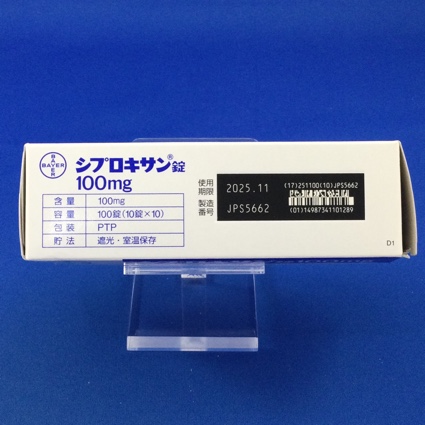 BAYER
BAYER
シプロキサン®錠
100mg
含量 100mg
容量 100錠(10錠×10)
包装 PTP
貯法 遮光・室温保存
使用期限 2025.11
製造番号 JPS5662
(17)251100(10)JPS5662
(01)14987341101289
D1